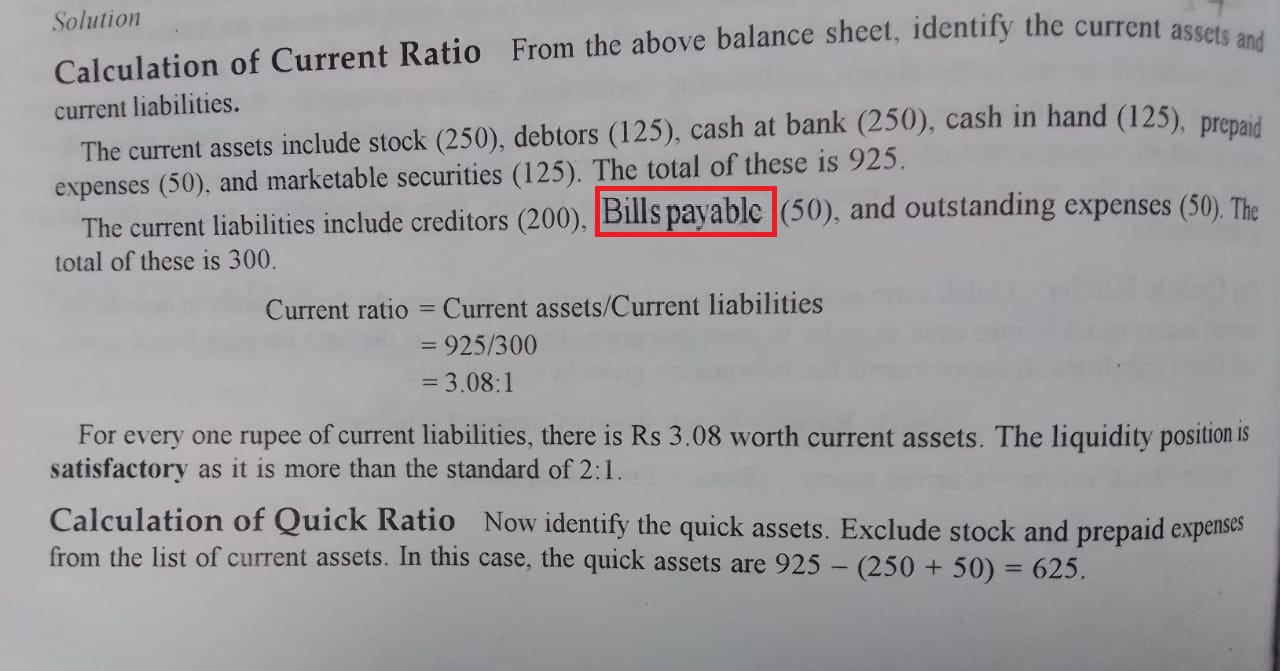 Solution
Calculation of Current Ratio From the above balance sheet, identify the current assets and
current liabilities.
The current assets include stock (250), debtors (125), cash at bank (250), cash in hand (125), prepaid
expenses (50), and marketable securities (125). The total of these is 925.
The current liabilities include creditors (200), Bills payable (50), and outstanding expenses (50). The
total of these is 300.
Current ratio = Current assets/Current liabilities
= 925/300
= 3.08:1
For every one rupee of current liabilities, there is Rs 3.08 worth current assets. The liquidity position is
satisfactory as it is more than the standard of 2:1.
Calculation of Quick Ratio Now identify the quick assets. Exclude stock and prepaid expenses
from the list of current assets. In this case, the quick assets are 925 – (250 + 50) = 625.